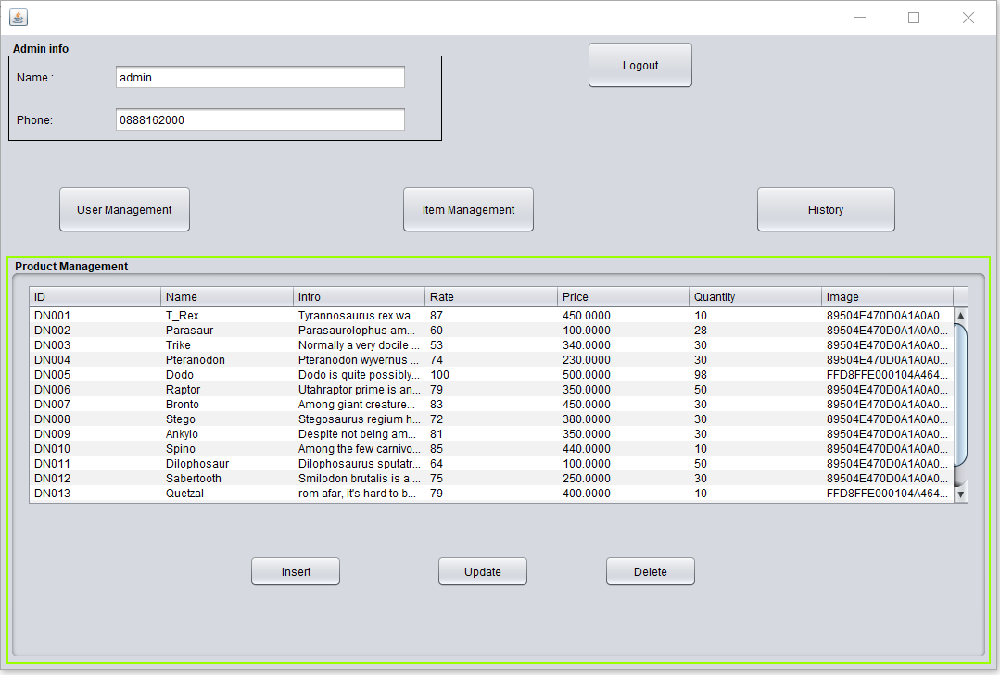 Admin info
Name : admin
Logout
Phone: 0888162000
User Management Item Management History
Product Management
ID Name Intro Rate Price Quantity Image
DN001 T_Rex Tyrannosaurus rex wa... 87 450.0000 10 89504E470D0A1A0A0...
DN002 Parasaur Parasaurolophus am... 60 100.0000 28 89504E470D0A1A0A0...
DN003 Trike Normally a very docile ... 53 340.0000 30 89504E470D0A1A0A0...
DN004 Pteranodon Pteranodon wyvernus ... 74 230.0000 30 89504E470D0A1A0A0...
DN005 Dodo Dodo is quite possibly... 100 500.0000 98 FFD8FFE000104A464...
DN006 Raptor Utahraptor prime is an... 79 350.0000 50 89504E470D0A1A0A0...
DN007 Bronto Among giant creature... 83 450.0000 30 89504E470D0A1A0A0...
DN008 Stego Stegosaurus regium h... 72 380.0000 30 89504E470D0A1A0A0...
DN009 Ankylo Despite not being am... 81 350.0000 30 89504E470D0A1A0A0...
DN010 Spino Among the few carnivo... 85 440.0000 10 89504E470D0A1A0A0...
DN011 Dilophosaur Dilophosaurus sputatr... 64 100.0000 50 89504E470D0A1A0A0...
DN012 Sabertooth Smilodon brutalis is a ... 75 250.0000 30 89504E470D0A1A0A0...
DN013 Quetzal rom afar, it's hard to b... 79 400.0000 10 FFD8FFE000104A464...
Insert Update Delete